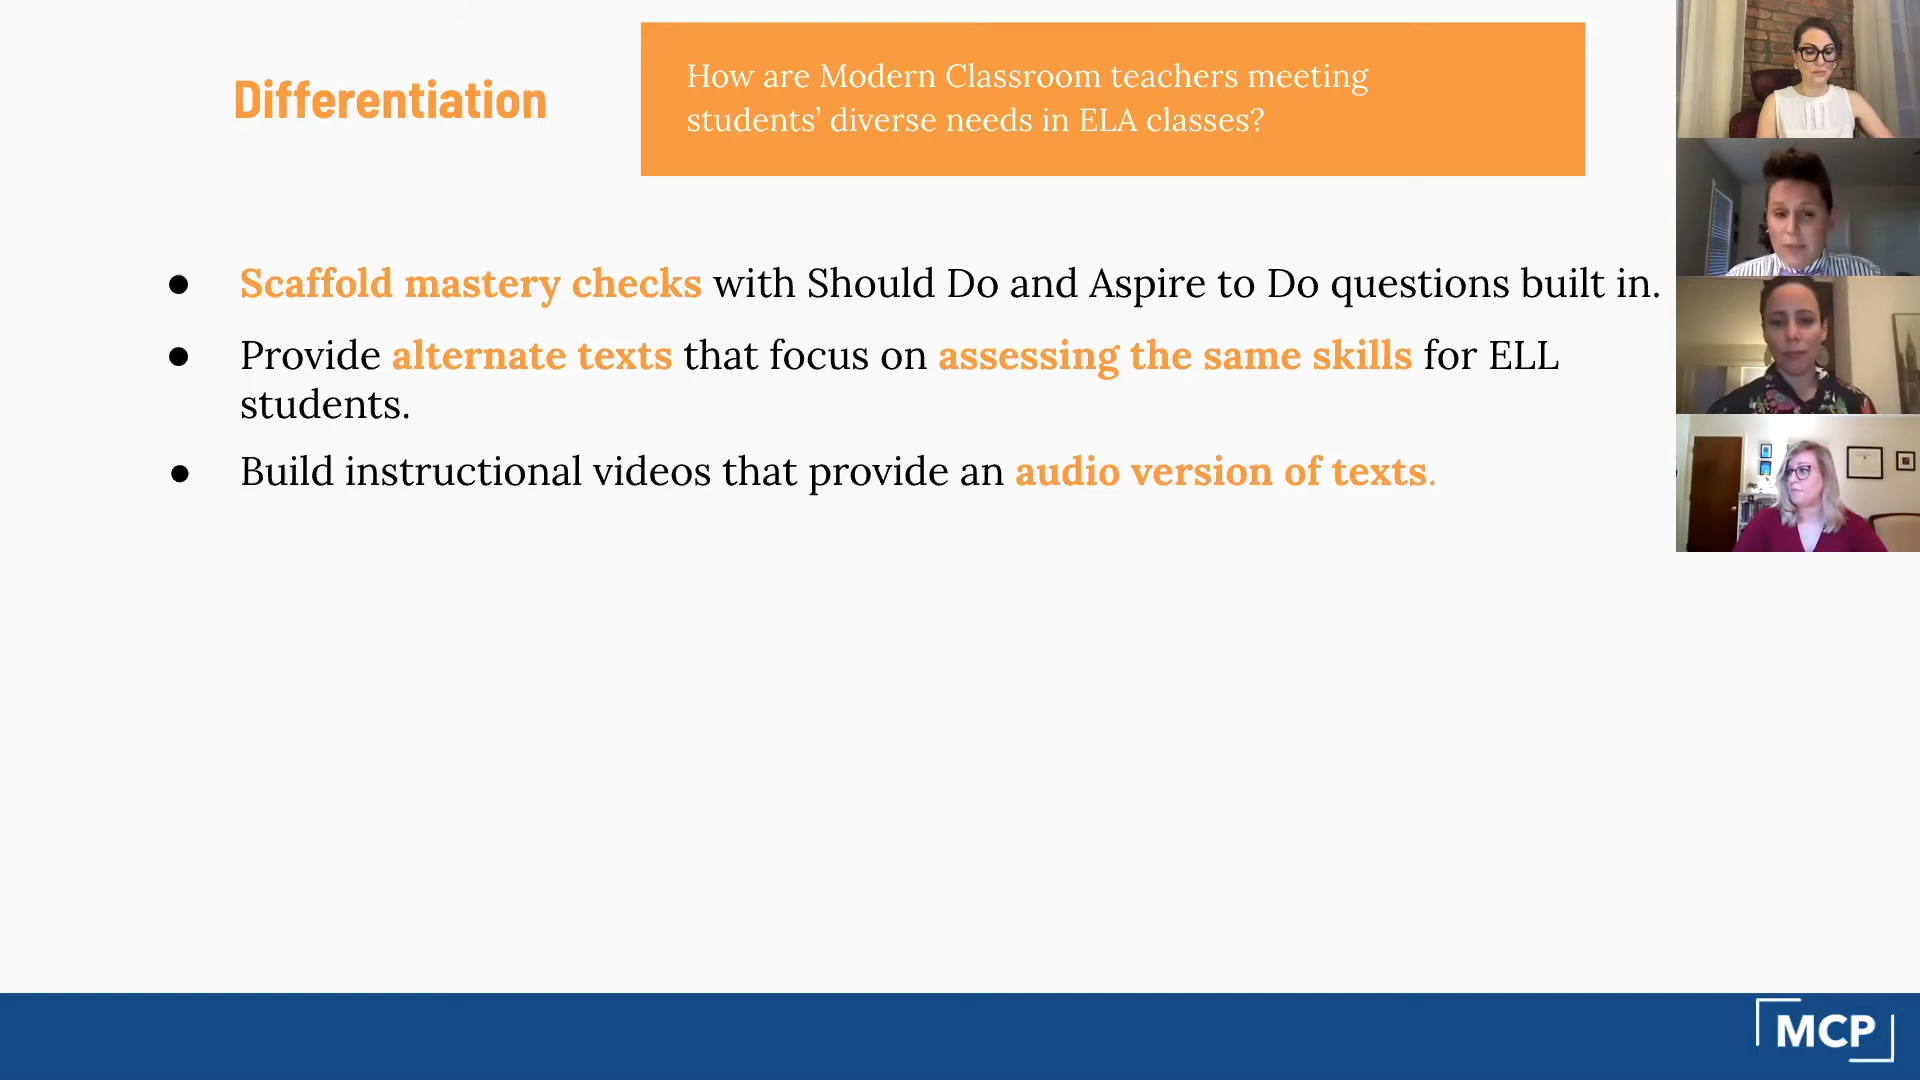 Differentiation
How are Modern Classroom teachers meeting
students’ diverse needs in ELA classes?
● Scaffold mastery checks with Should Do and Aspire to Do questions built in.
● Provide alternate texts that focus on assessing the same skills for ELL
students.
● Build instructional videos that provide an audio version of texts.
MCP